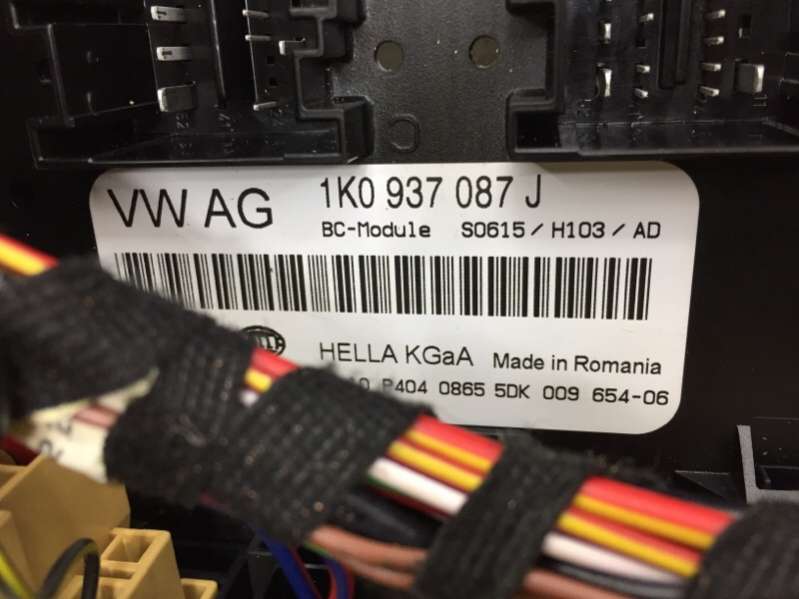 VW AG
1K0 937 087 J
BC-Module S0615 / H103 / AD
HELLA KGaA Made in Romania
P404 0865 5DK 009 654-06